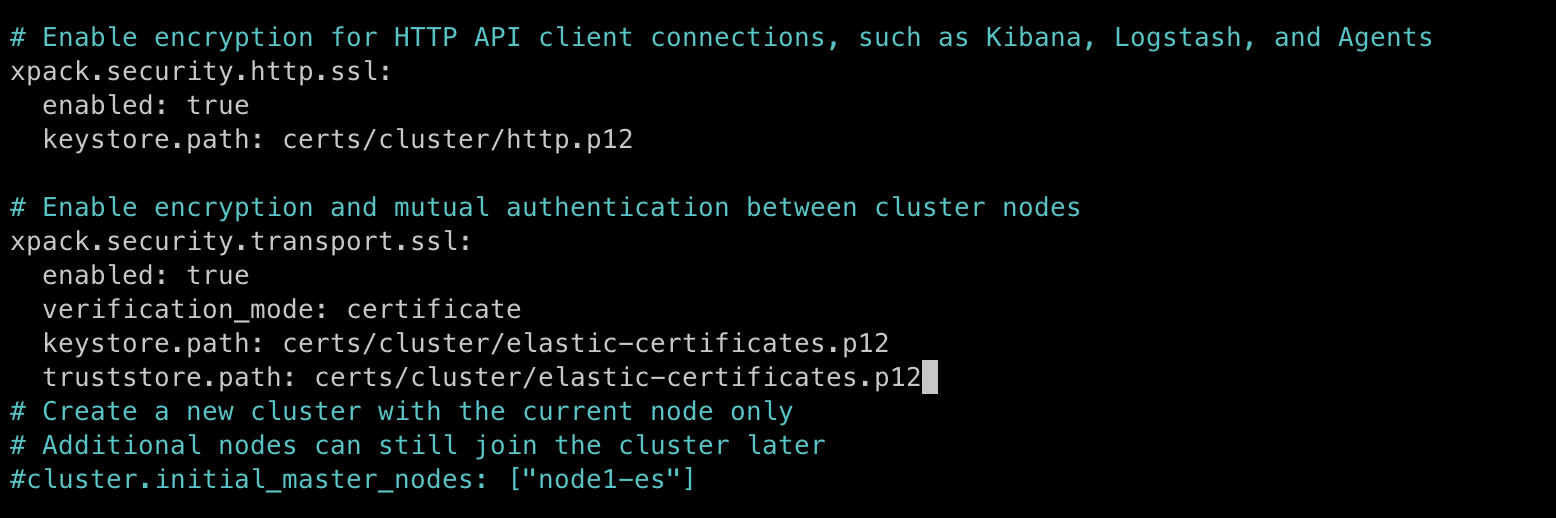 # Enable encryption for HTTP API client connections, such as Kibana, Logstash, and Agents
xpack.security.http.ssl:
  enabled: true
  keystore.path: certs/cluster/http.p12

# Enable encryption and mutual authentication between cluster nodes
xpack.security.transport.ssl:
  enabled: true
  verification_mode: certificate
  keystore.path: certs/cluster/elastic-certificates.p12
  truststore.path: certs/cluster/elastic-certificates.p12
# Create a new cluster with the current node only
# Additional nodes can still join the cluster later
#cluster.initial_master_nodes: ["node1-es"]